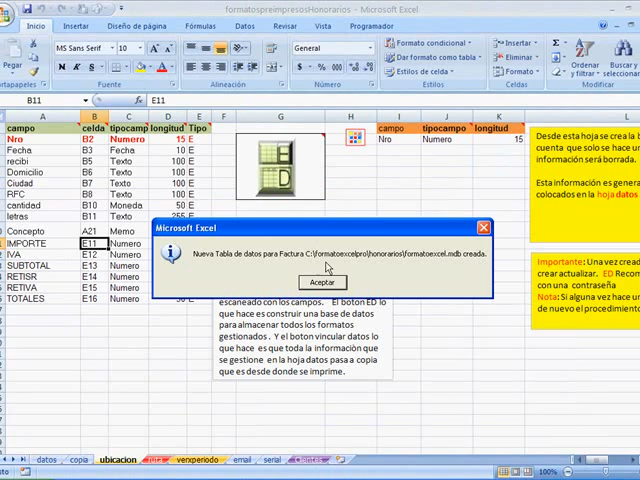 formatospreimpresosHonorarios - Microsoft Excel
Inicio Insertar Diseño de página Fórmulas Datos Revisar Vista Programador
Pegar
MS Sans Serif 10
General
Formato condicional
Dar formato como tabla
Estilos de celda
Insertar
Eliminar
Formato
Ordenar y filtrar
Buscar y
Portapapeles Fuente Alineación Número Estilos Celdas Modificar
B11 E11
A B C D E F G H I J K L
campo celda tipocampo longitud Tipo
Nro B2 Numero 15 E
Fecha B3 Fecha 10 E
recibi B5 Texto 100 E
Domicilio B6 Texto 100 E
Ciudad B7 Texto 100 E
RFC B8 Texto 100 E
cantidad B10 Moneda 50 E
letras B11 Texto 255 E
Concepto A21 Memo
IMPORTE E11 Numero
IVA E12 Numero
SUBTOTAL E13 Numero
RETISR E14 Numero
RETIVA E15 Numero
TOTALES E16 Numero
E
D
campo tipocampo longitud
Nro Numero 15
Desde esta hoja se crea la b
cuenta que solo se hace un
información será borrada.
Esta información es genera
colocados en la hoja datos
Importante: Una vez cread
crear actualizar. ED Recom
con una contraseña
Nota: Si alguna vez hace un
de nuevo el procedimiento
Microsoft Excel
Nueva Tabla de datos para Factura C:\formatoexcelpro\honorarios\formatoexcel.mdb creada.
Aceptar
escaneado con los campos. El boton ED lo
que hace es construir una base de datos
para almacenar todos los formatos
gestionados . Y el boton vincular datos lo
que hace es que toda la informaciòn que
se gestione en la hoja datos pasa a copia
que es desde donde se imprime.
datos copia ubicacion ruta verxperiodo email serial Clientes
100%